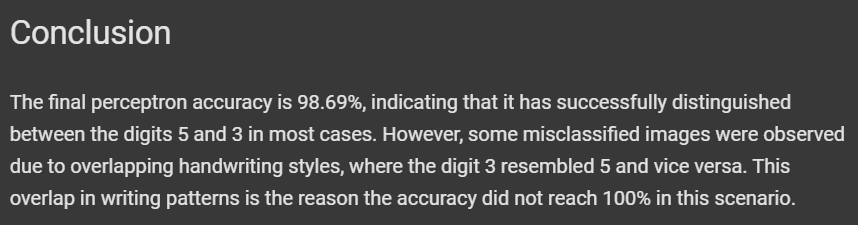 Conclusion
The final perceptron accuracy is 98.69%, indicating that it has successfully distinguished
between the digits 5 and 3 in most cases. However, some misclassified images were observed
due to overlapping handwriting styles, where the digit 3 resembled 5 and vice versa. This
overlap in writing patterns is the reason the accuracy did not reach 100% in this scenario.